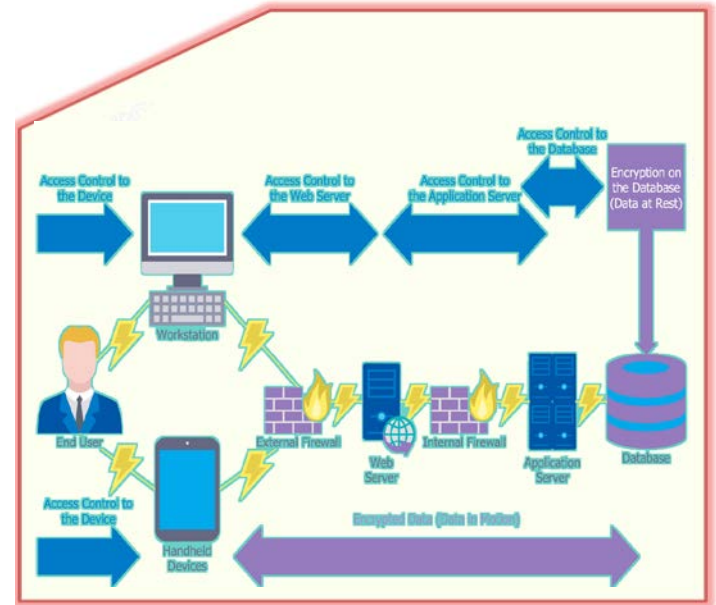 Access Control to
the Database
Encryption on
the Database
(Data at Rest)
Access Control to
the Device
Access Control to
the Web Server
Access Control to
the Application Server
Workstation
End User
External Firewall
Web
Server
Internal Firewall
Application
Server
Database
Access Control to
the Device
Handheld
Devices
Encrypted Data (Data in Motion)